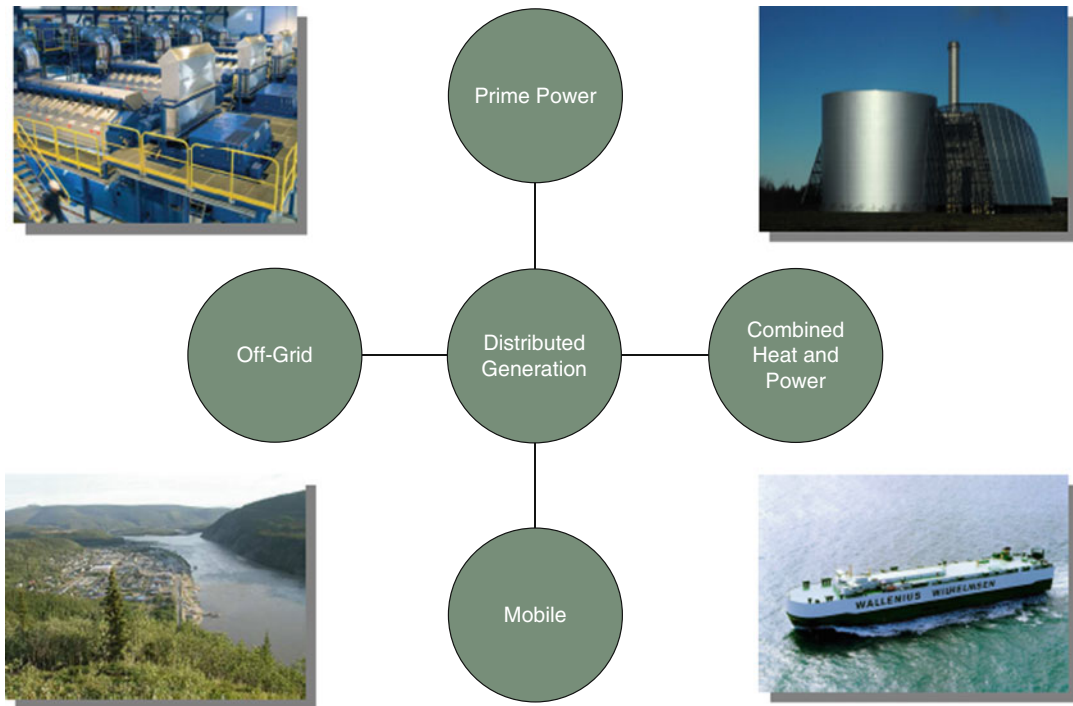 Prime Power
Off-Grid
Distributed
Generation
Combined
Heat and
Power
Mobile
WALLENIUS WILHELMSEN